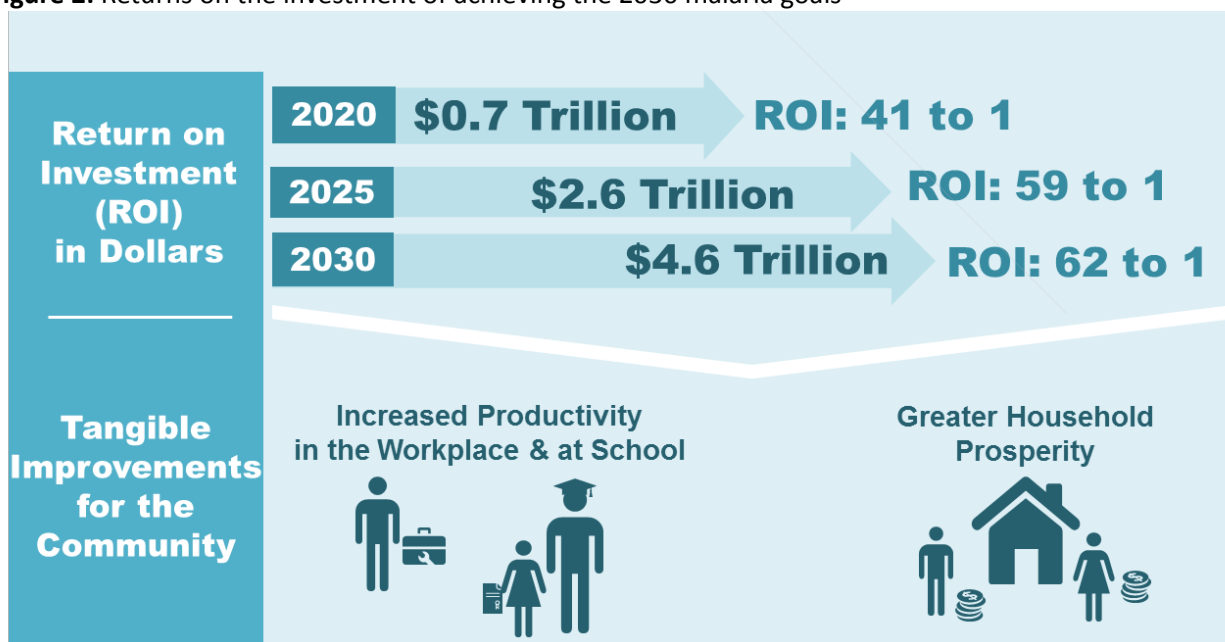 Figure 2: Returns on the investment of achieving the 2030 malaria goals
Return on
Investment
(ROI)
in Dollars
2020 $0.7 Trillion ROI: 41 to 1
2025 $2.6 Trillion ROI: 59 to 1
2030 $4.6 Trillion ROI: 62 to 1
Tangible
Improvements
for the
Community
Increased Productivity
in the Workplace & at School
Greater Household
Prosperity